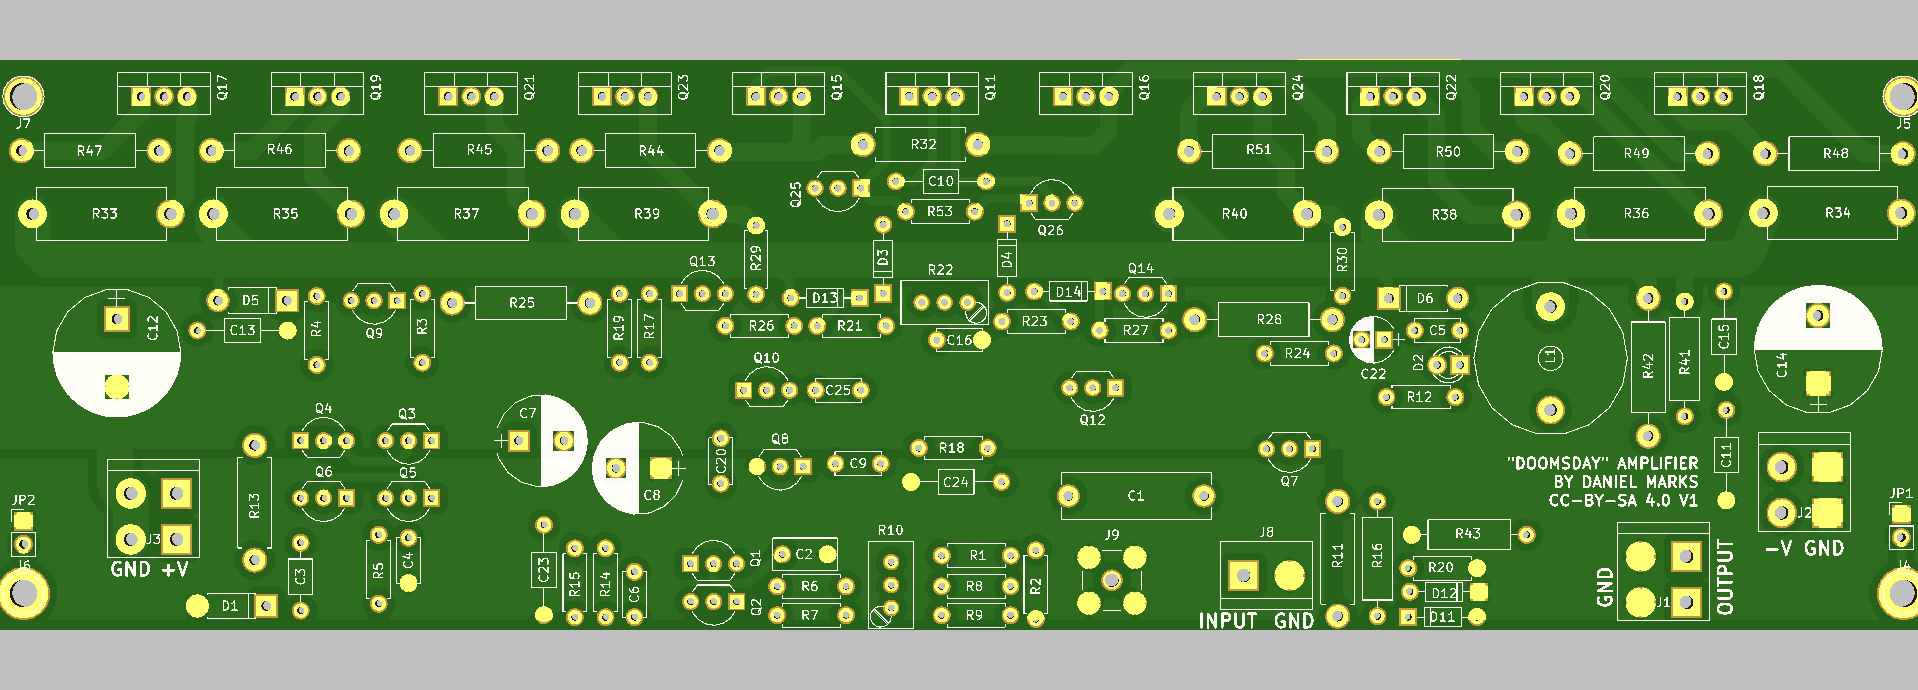 Q17 Q19 Q21 Q23 Q15 Q11 Q16 Q24 Q22 Q20 Q18
J7 J5
R47 R46 R45 R44 R32 R51 R50 R49 R48
Q25 C10
R33 R35 R37 R39 R53 R40 R38 R36 R34
Q26
R29 D3 D4 R30
Q13 R22 Q14
D5 R25 D13 D14 D6
C12 C13 R4 Q9 R3 R19 R17 R26 R21 C16 R23 R27 R28 C5 C15
R24 D2 L1 R42 R41 C14
Q10 C22
C25 R12
Q4 Q3 C7 Q12
Q8 R18
C20 C9 C11
Q6 Q5 C8 C24 Q7
"DOOMSDAY" AMPLIFIER
BY DANIEL MARKS
CC-BY-SA 4.0 V1
JP2 R13 C1 JP1
J3 R10 J9 J8 R43 J2
GND +V -V GND
J6 C3 R5 C4 C23 R15 R14 C6 Q1 C2 R1 R11 R16 J4
R6 R8 R2 R20 GND OUTPUT
D1 Q2 R7 R9 D12 J1
D11
INPUT GND